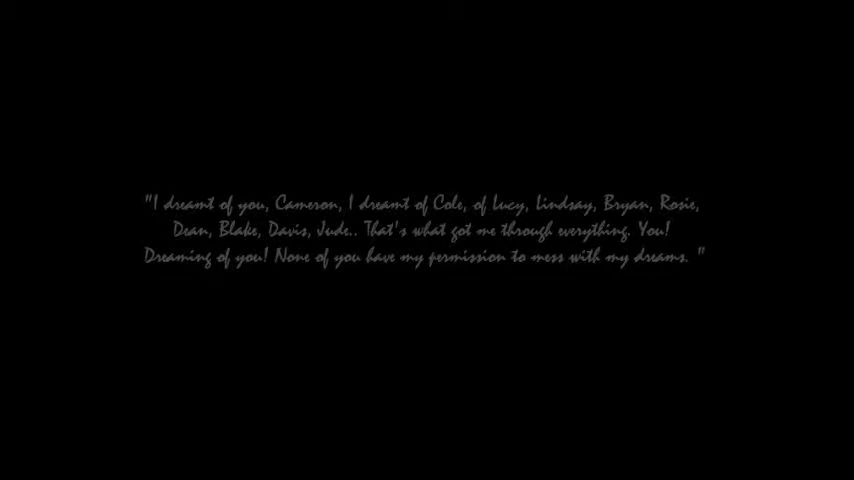 "I dreamt of you, Cameron, I dreamt of Cole, of Lucy, Lindsay, Bryan, Rosie,
Dean, Blake, Davis, Jude.. That's what got me through everything. You!
Dreaming of you! None of you have my permission to mess with my dreams. "